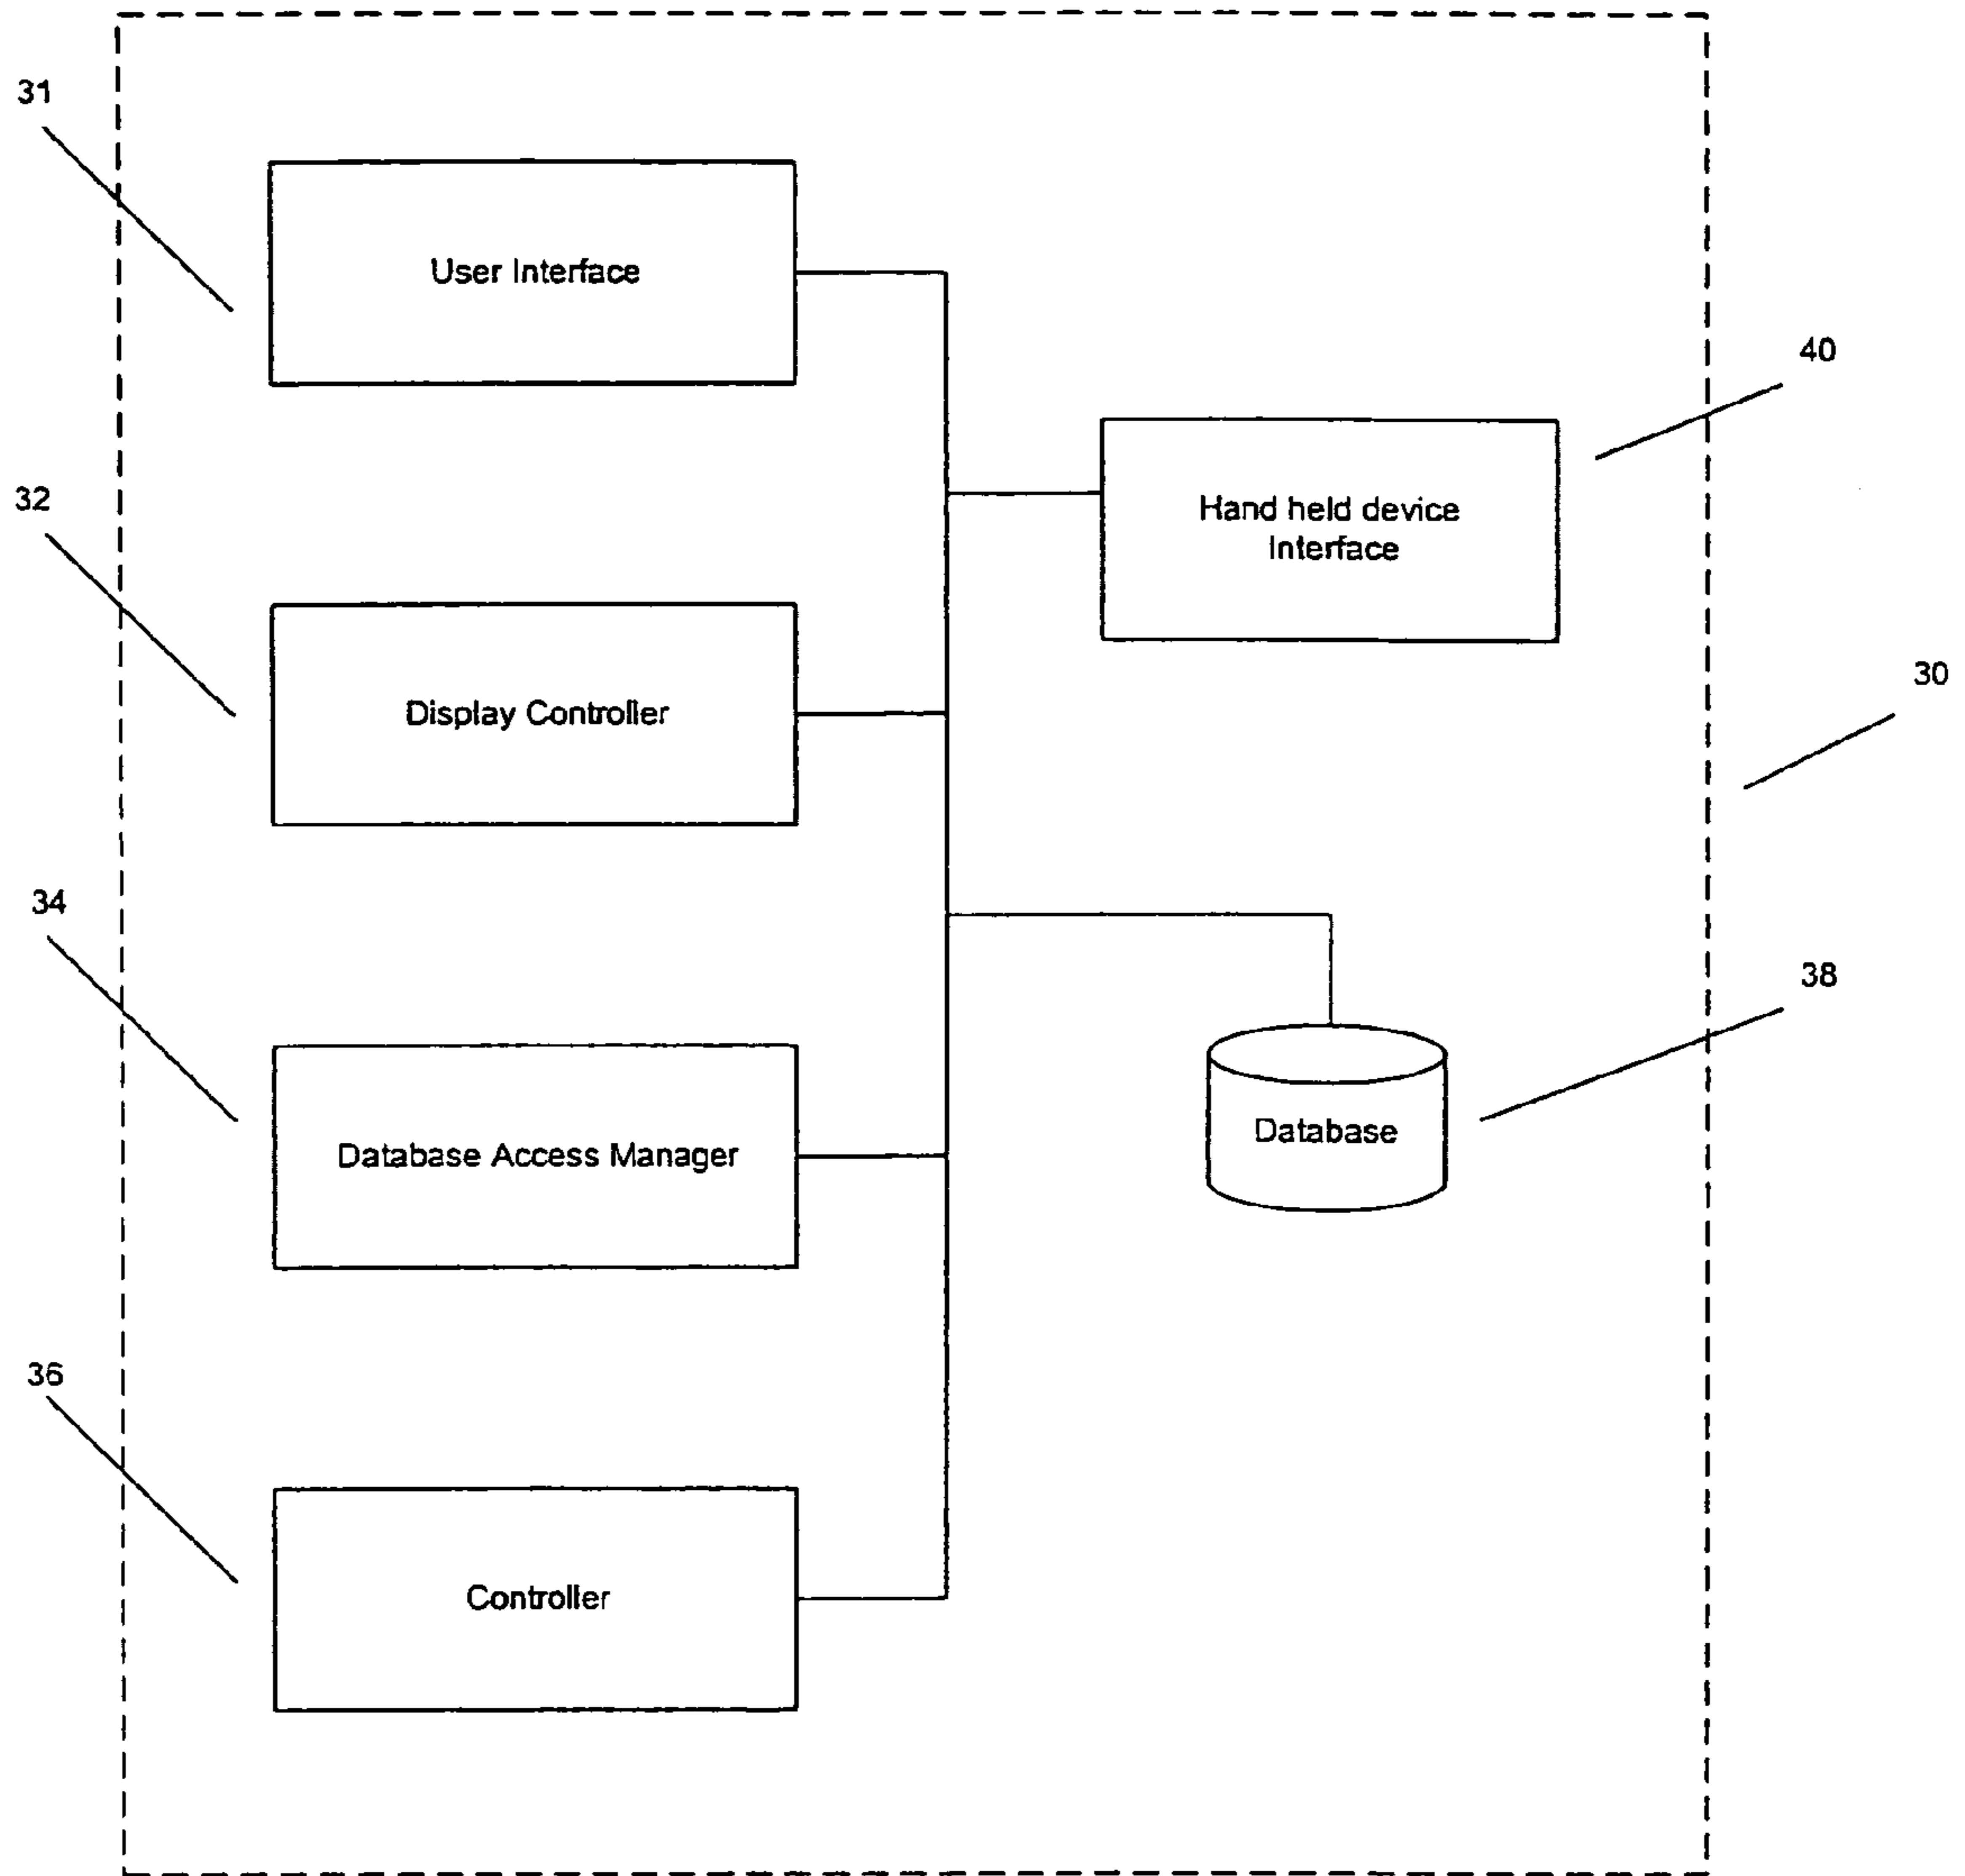 31
User Interface
40
Hand held device
Interface
32
Display Controller
30
34
Database Access Manager
38
Database
36
Controller